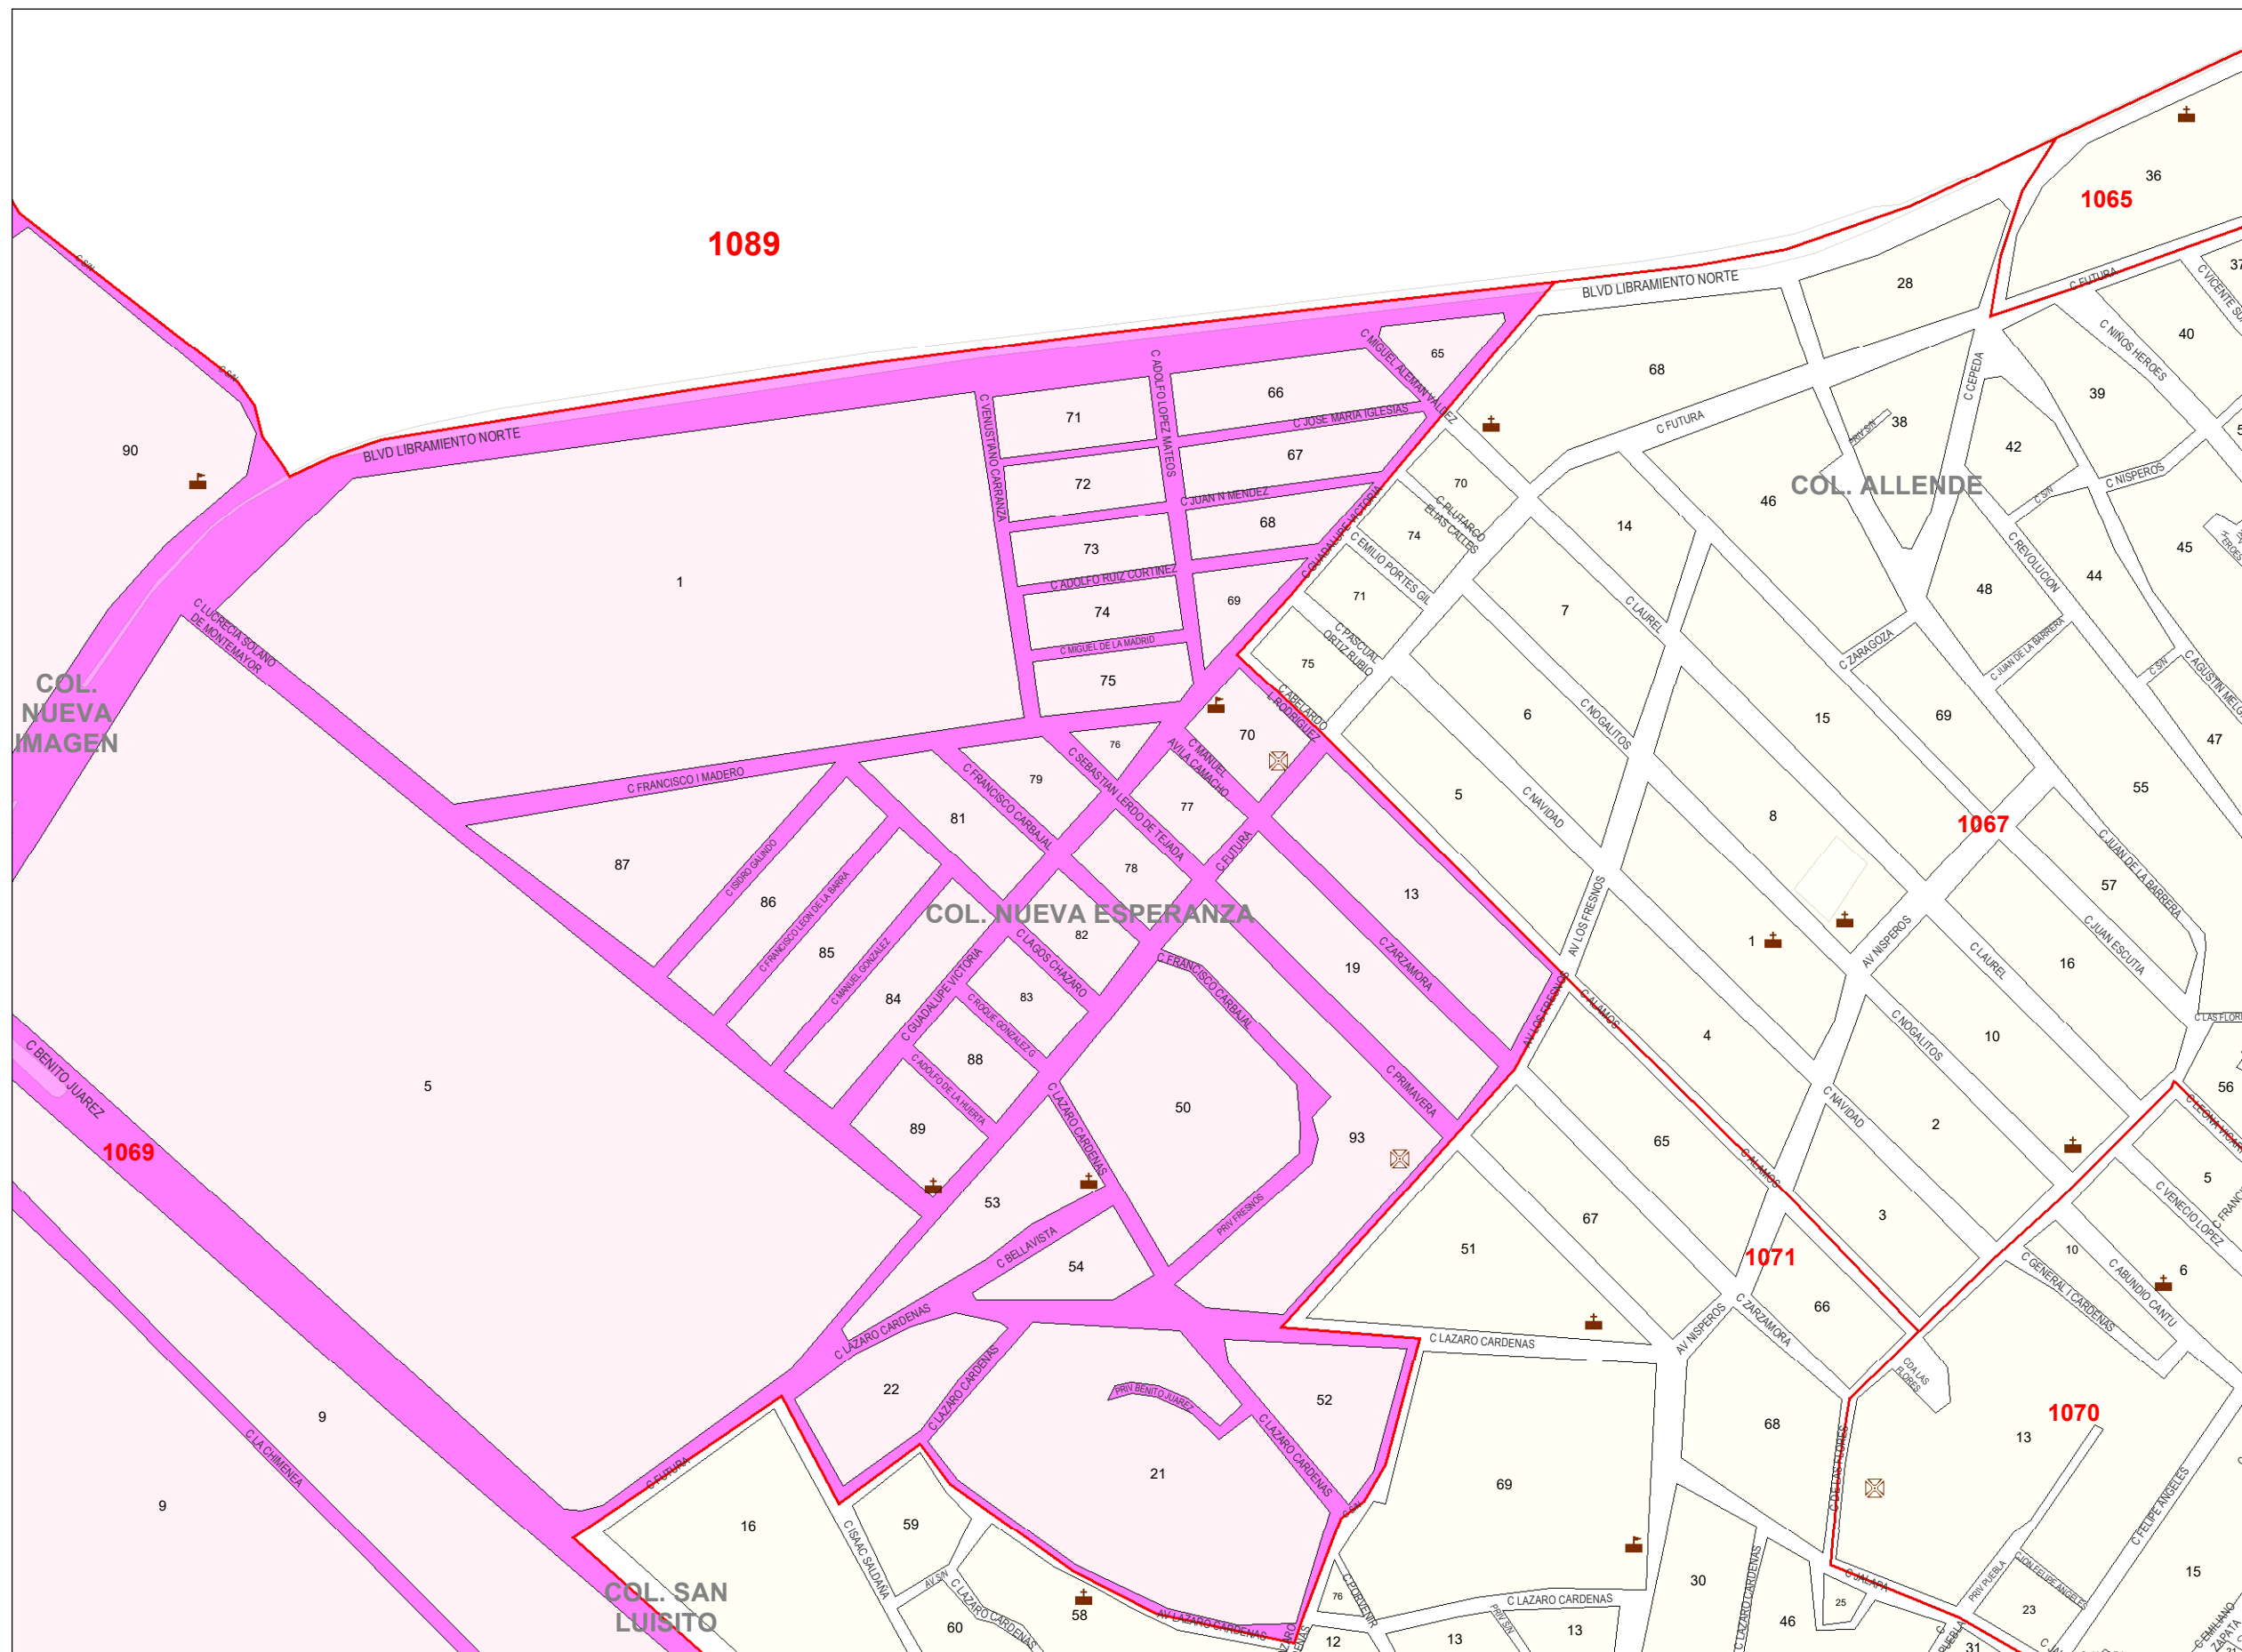 1089
1065
36
C FUTURA
37
C NIÑOS HEROES
40
28
BLVD LIBRAMIENTO NORTE
C S/N
C S/N
90
BLVD LIBRAMIENTO NORTE
C MIGUEL ALEMAN VALDEZ
65
66
C JOSE MARIA IGLESIAS
71
C ADOLFO LOPEZ MATEOS
C VENUSTIANO CARRANZA
67
72
C JUAN N MENDEZ
68
73
C ADOLFO RUIZ CORTINEZ
C GUADALUPE VICTORIA
74
69
C MIGUEL DE LA MADRID
75
1
C LUCRECIA SOLANO
DE MONTEMAYOR
COL.
NUEVA
IMAGEN
68
C FUTURA
38
PRIV S/N
C CEPEDA
39
42
46
COL. ALLENDE
C NISPEROS
C S/N
70
C PLUTARCO
ELIAS CALLES
74
C EMILIO PORTES GIL
71
C PASCUAL
ORTIZ RUBIO
75
C ABELARDO
L RODRIGUEZ
14
7
C LAUREL
C REVOLUCION
44
45
48
C JUAN DE LA BARRERA
C ZARAGOZA
C S/N
69
47
15
6
C NOGALITOS
5
C NAVIDAD
8
1067
55
C JUAN DE LA BARRERA
57
C JUAN ESCUTIA
70
C MANUEL
AVILA CAMACHO
76
C SEBASTIAN LERDO DE TEJADA
79
C FRANCISCO CARBAJAL
77
C FRANCISCO I MADERO
81
87
C ISIDRO GALINDO
86
C FRANCISCO LEON DE LA BARRA
85
C MANUEL GONZALEZ
84
78
C FUTURA
13
COL. NUEVA ESPERANZA
82
C LAGOS CHAZARO
C GUADALUPE VICTORIA
83
C ROQUE GONZALEZ G
88
C ADOLFO DE LA HUERTA
89
19
C ZARZAMORA
C FRANCISCO CARBAJAL
AV LOS FRESNOS
AV LOS FRESNOS
C ALAMOS
1
AV NISPEROS
C LAUREL
16
C NOGALITOS
10
4
56
C PRIMAVERA
50
93
C LAZARO CARDENAS
PRIV FRESNOS
53
C BELLAVISTA
54
C BENITO JUAREZ
5
1069
9
C LA CHIMENEA
9
C NAVIDAD
2
65
C ALAMOS
67
51
1071
3
66
C ZARZAMORA
AV NISPEROS
C LAZARO CARDENAS
5
C VENECIO LOPEZ
10
C ABUNDIO CANTU
6
C GENERAL I CARDENAS
CDA LAS
FLORES
C LAZARO CARDENAS
22
C LAZARO CARDENAS
PRIV BENITO JUAREZ
52
C LAZARO CARDENAS
21
C S/N
C FUTURA
16
COL. SAN
LUISITO
C ISAAC SALDAÑA
59
AV S/N
C LAZARO CARDENAS
60
58
AV LAZARO CARDENAS
69
68
C DE LAS FLORES
1070
13
C FELIPE ANGELES
15
C JALAPA
PRIV PUEBLA
23
25
30
C LAZARO CARDENAS
46
C LAZARO CARDENAS
76
C PORVENIR
PRIV S/N
12
13
13
31